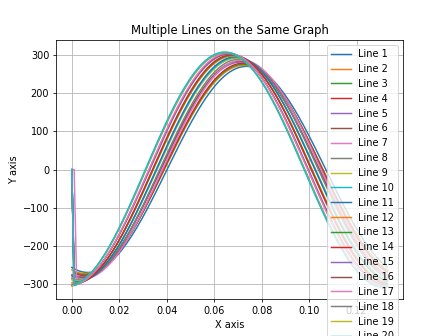 Multiple Lines on the Same Graph
300
200
100
0
−100
−200
−300
Y axis
0.00
0.02
0.04
0.06
0.08
0.10
X axis
Line 1
Line 2
Line 3
Line 4
Line 5
Line 6
Line 7
Line 8
Line 9
Line 10
Line 11
Line 12
Line 13
Line 14
Line 15
Line 16
Line 17
Line 18
Line 19
Line 20